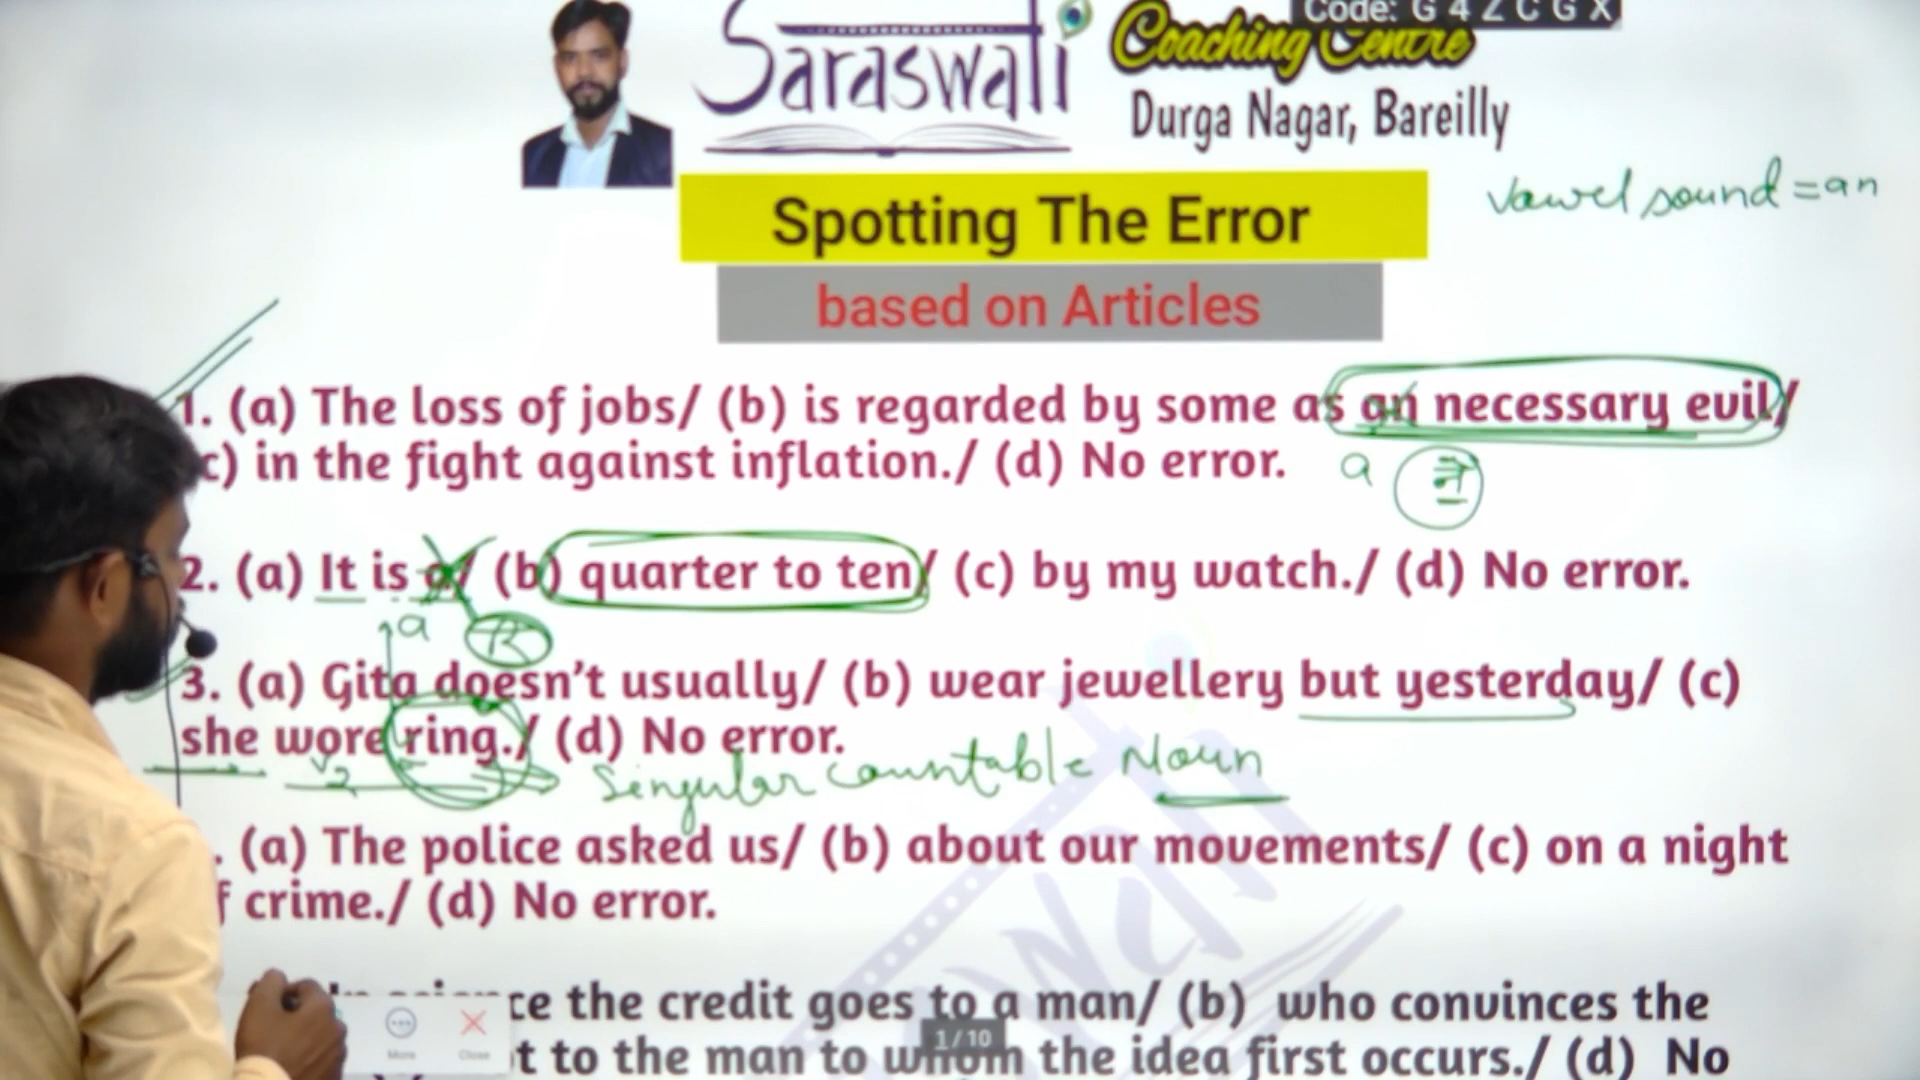 Code: G 4 Z C G X
Saraswati Coaching Centre
Durga Nagar, Bareilly
vowel sound = an
Spotting The Error
based on Articles
1. (a) The loss of jobs/ (b) is regarded by some as an necessary evil/
c) in the fight against inflation./ (d) No error.
a ने
2. (a) It is a/ (b) quarter to ten/ (c) by my watch./ (d) No error.
a
3. (a) Gita doesn't usually/ (b) wear jewellery but yesterday/ (c)
she wore ring./ (d) No error.
V2 Singular countable Noun
. (a) The police asked us/ (b) about our movements/ (c) on a night
f crime./ (d) No error.
ce the credit goes to a man/ (b) who convinces the
t to the man to whom the idea first occurs./ (d) No
1/10
More Close